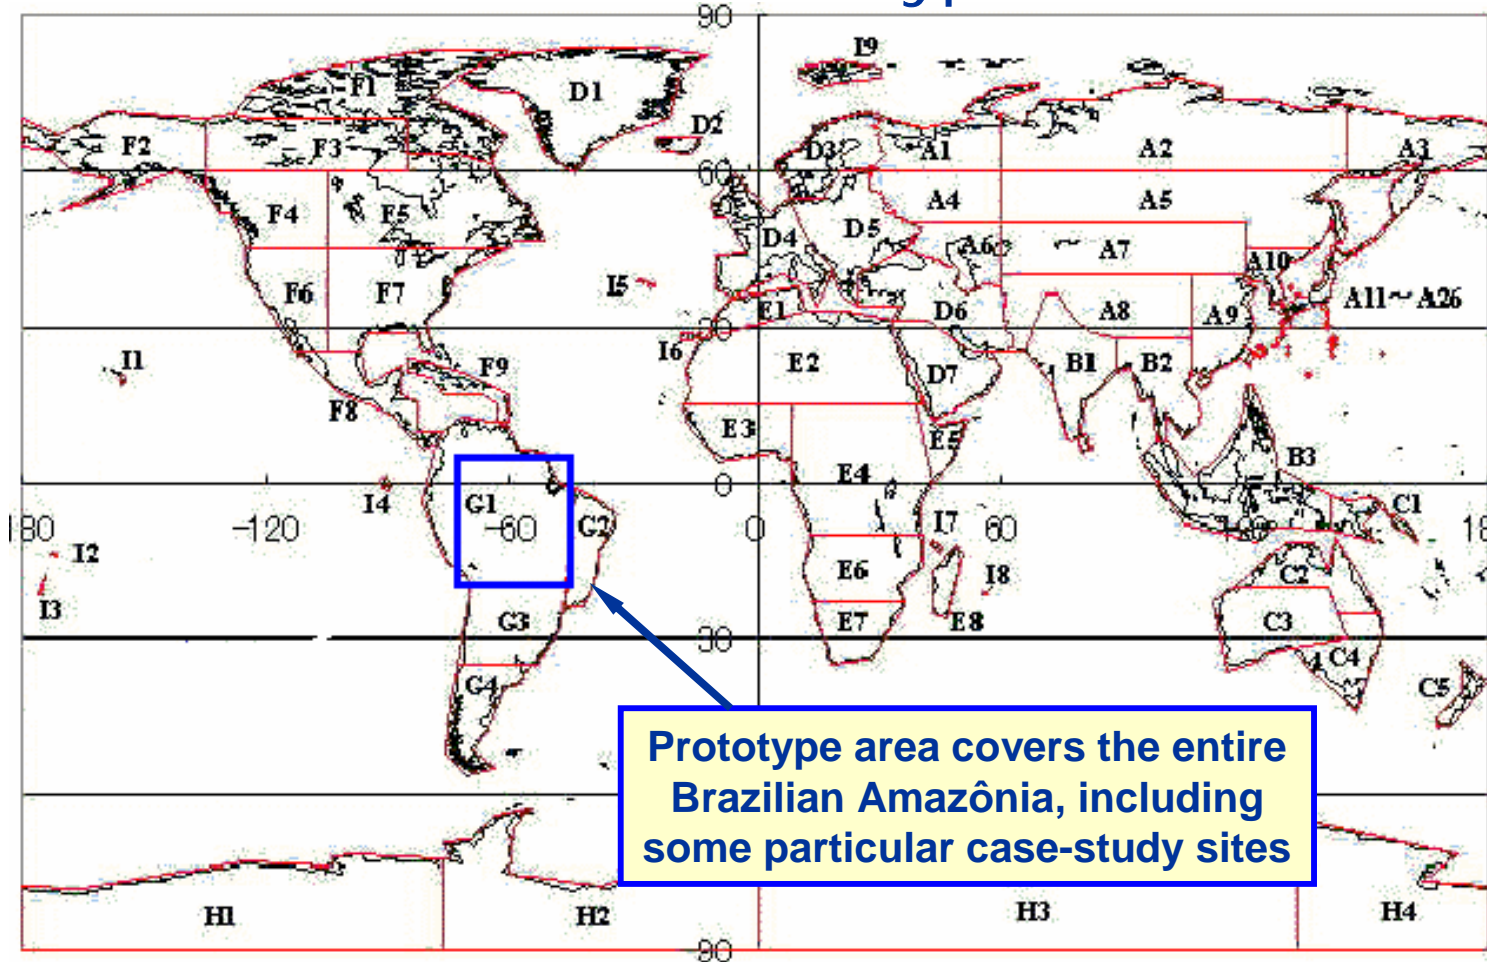 90
I9
F1
D1
D2
F2
F3
D3
A1
A2
A3
60
F4
F5
A4
A5
D4
D5
A6
A7
A10
I5
F6
F7
E1
D6
A8
A9
A11~A26
30
I1
I6
E2
F9
D7
B1
B2
F8
E3
E5
E4
B3
0
I4
G1
G2
C1
-120
-60
0
60
I7
I2
E6
I8
C2
I3
G3
E7
E8
C3
30
C4
G4
C5
Prototype area covers the entire
Brazilian Amazônia, including
some particular case-study sites
H1
H2
H3
H4
-90